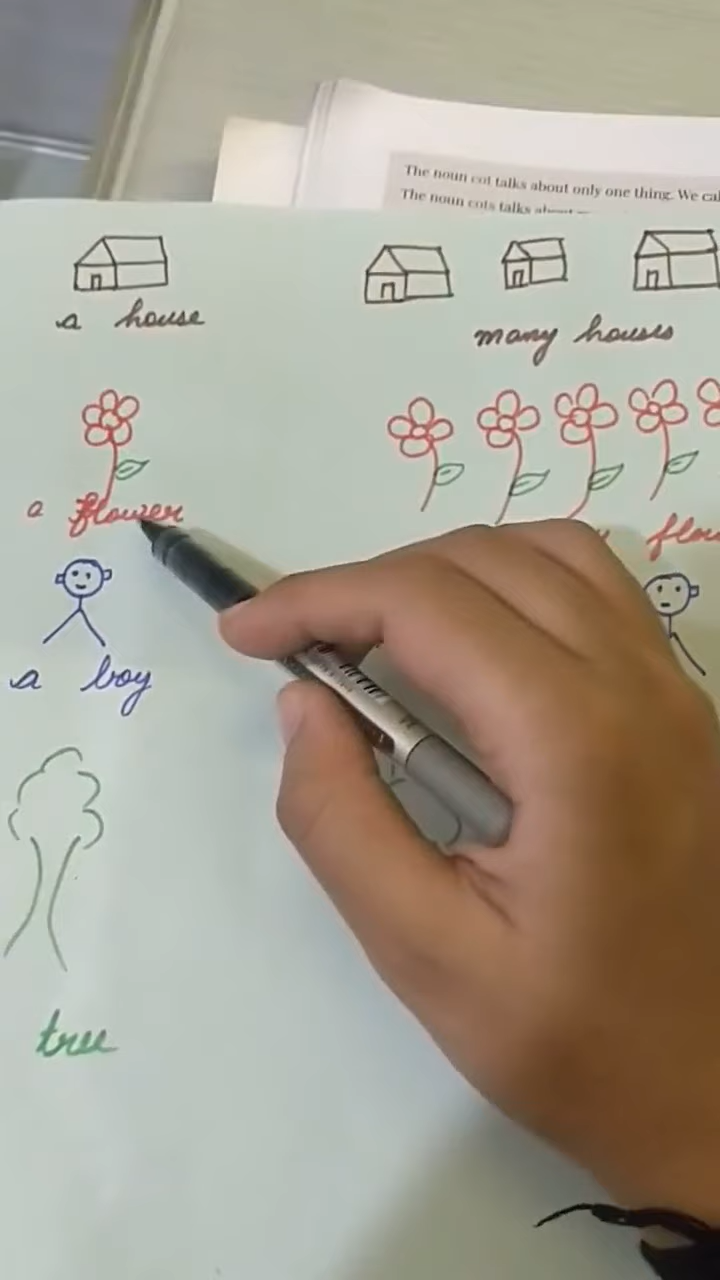 The noun cot talks about only one thing. We cal
The noun cots talks about
a house
many houses
a flower
flow
a boy
tree